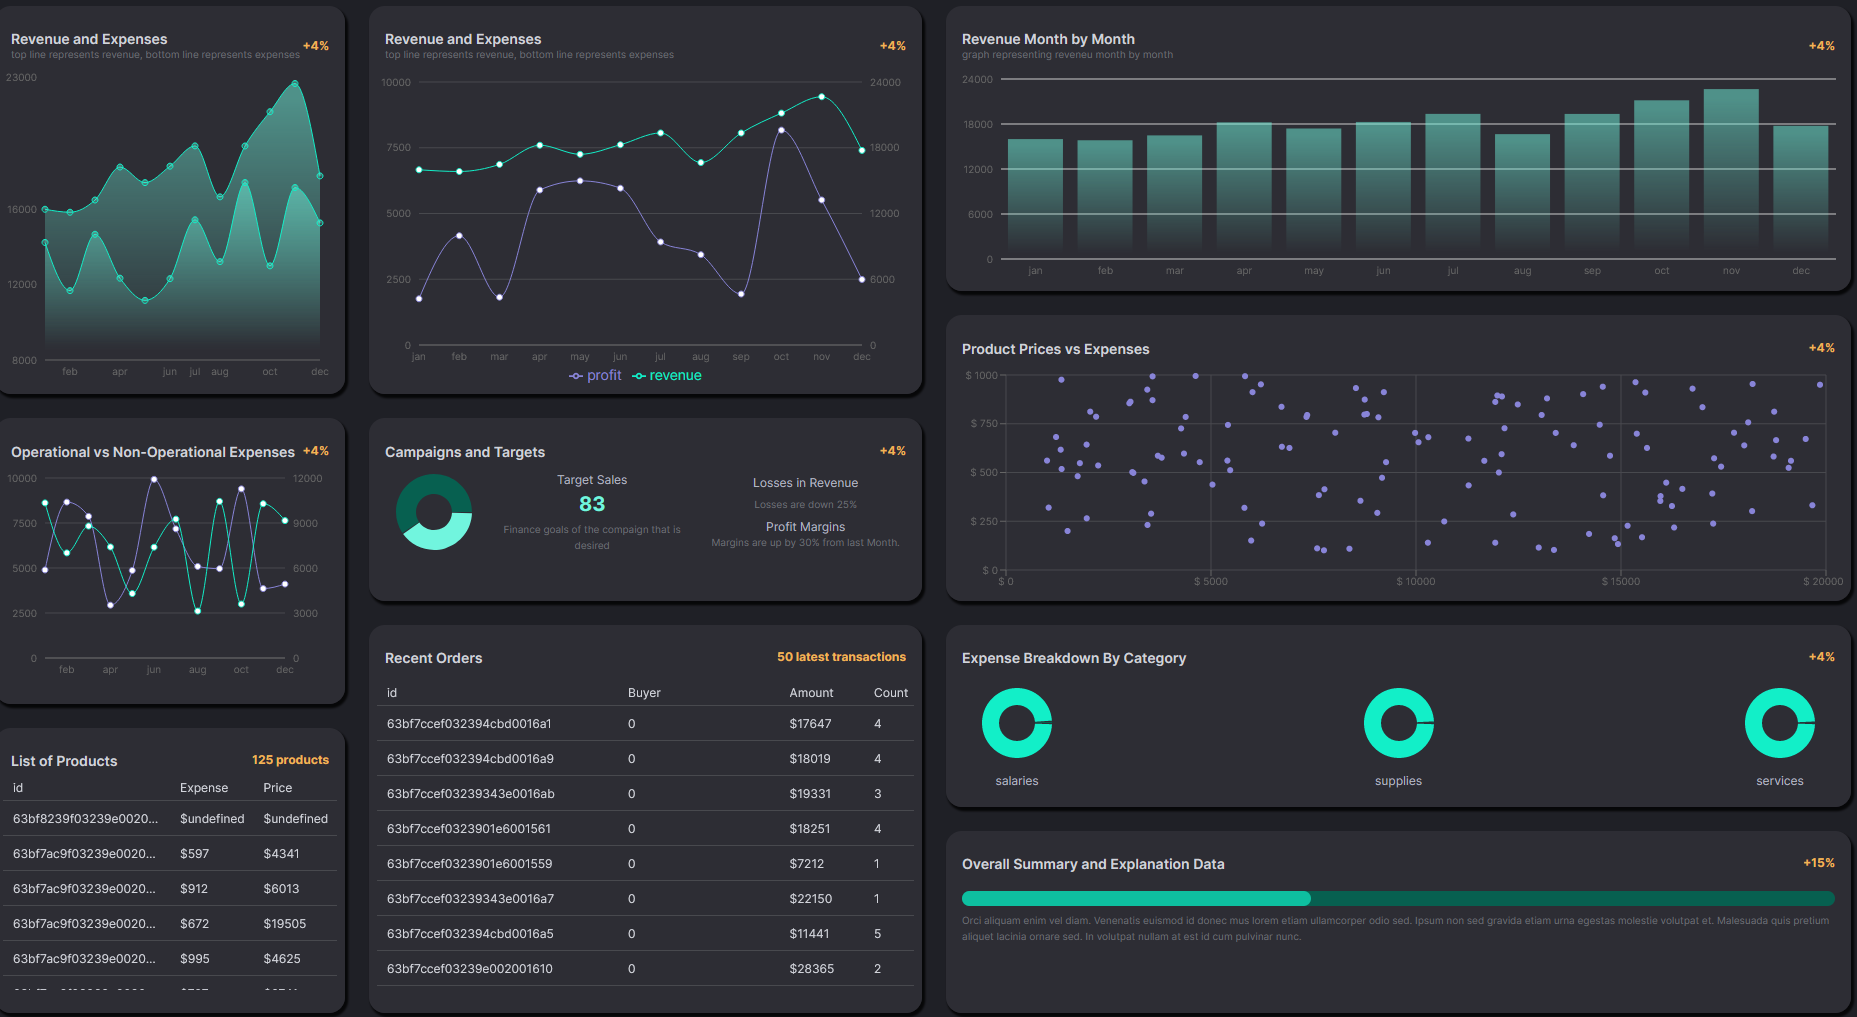 Revenue and Expenses
+4%
top line represents revenue, bottom line represents expenses
23000
16000
12000
8000
feb apr jun jul aug oct dec
Revenue and Expenses
+4%
top line represents revenue, bottom line represents expenses
10000 24000
7500 18000
5000 12000
2500 6000
0 0
jan feb mar apr may jun jul aug sep oct nov dec
profit revenue
Revenue Month by Month
+4%
graph representing reveneu month by month
24000
18000
12000
6000
0
jan feb mar apr may jun jul aug sep oct nov dec
Operational vs Non-Operational Expenses +4%
10000 12000
7500 9000
5000 6000
2500 3000
0 0
feb apr jun aug oct dec
Campaigns and Targets +4%
Target Sales
83
Finance goals of the campaign that is
desired
Losses in Revenue
Losses are down 25%
Profit Margins
Margins are up by 30% from last Month.
Product Prices vs Expenses +4%
$ 1000
$ 750
$ 500
$ 250
$ 0
$ 0 $ 5000 $ 10000 $ 15000 $ 20000
List of Products 125 products
id Expense Price
63bf8239f03239e0020... $undefined $undefined
63bf7ac9f03239e0020... $597 $4341
63bf7ac9f03239e0020... $912 $6013
63bf7ac9f03239e0020... $672 $19505
63bf7ac9f03239e0020... $995 $4625
Recent Orders 50 latest transactions
id Buyer Amount Count
63bf7ccef032394cbd0016a1 0 $17647 4
63bf7ccef032394cbd0016a9 0 $18019 4
63bf7ccef03239343e0016ab 0 $19331 3
63bf7ccef0323901e6001561 0 $18251 4
63bf7ccef0323901e6001559 0 $7212 1
63bf7ccef03239343e0016a7 0 $22150 1
63bf7ccef032394cbd0016a5 0 $11441 5
63bf7ccef03239e002001610 0 $28365 2
Expense Breakdown By Category +4%
salaries supplies services
Overall Summary and Explanation Data +15%
Orci aliquam enim vel diam. Venenatis euismod id donec mus lorem etiam ullamcorper odio sed. Ipsum non sed gravida etiam urna egestas molestie volutpat et. Malesuada quis pretium
aliquet lacinia ornare sed. In volutpat nullam at est id cum pulvinar nunc.